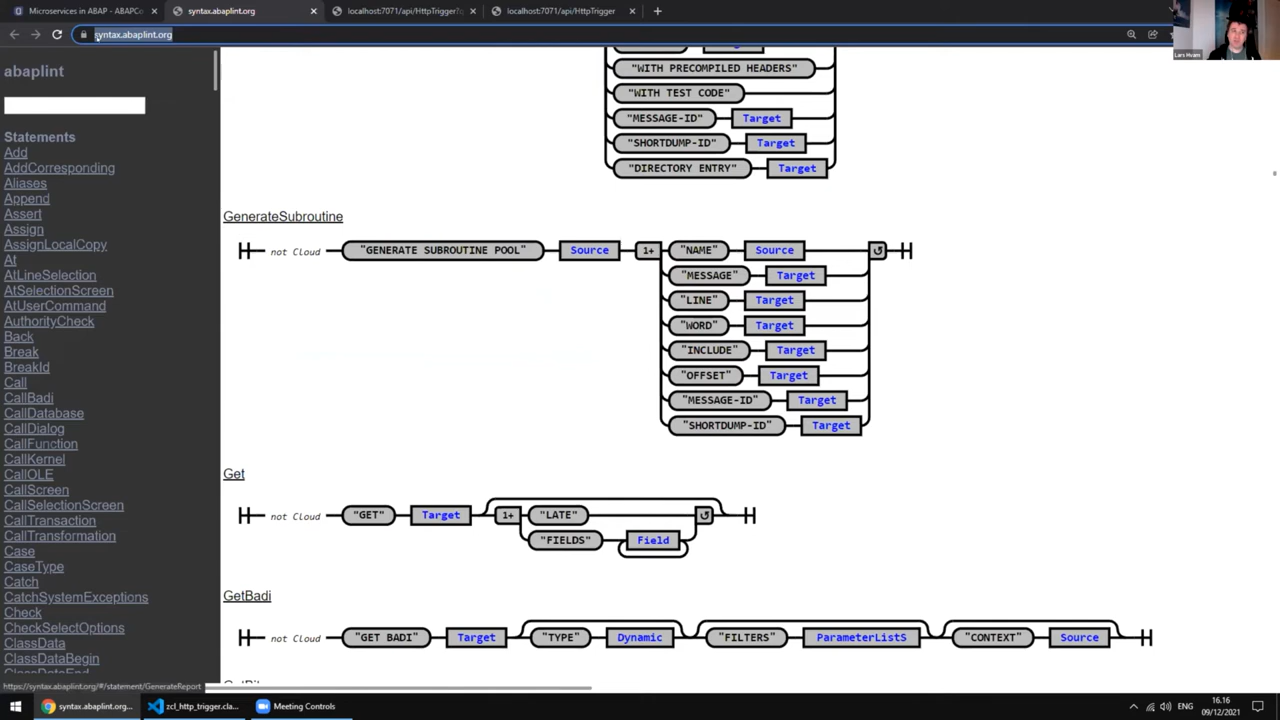 Microservices in ABAP - ABAPCo
syntax.abaplint.org
localhost:7071/api/HttpTrigger?
localhost:7071/api/HttpTrigger
syntax.abaplint.org
Lars Hvam
abaplint
Statements
Add
AddCorresponding
Aliases
Append
Assert
Assign
AssignLocalCopy
At
AtLineSelection
AtSelectionScreen
AtUserCommand
AuthorityCheck
Back
Break
BreakId
Call
CallBadi
CallDatabase
CallDialog
CallFunction
CallKernel
CallOLE
CallScreen
CallSelectionScreen
CallTransaction
CallTransformation
Case
CaseType
Catch
CatchSystemExceptions
Check
CheckSelectOptions
ClassData
ClassDataBegin
ClassDataEnd
"WITH PRECOMPILED HEADERS"
"WITH TEST CODE"
"MESSAGE-ID" Target
"SHORTDUMP-ID" Target
"DIRECTORY ENTRY" Target
GenerateSubroutine
not Cloud "GENERATE SUBROUTINE POOL" Source 1+ "NAME" Source ↺
"MESSAGE" Target
"LINE" Target
"WORD" Target
"INCLUDE" Target
"OFFSET" Target
"MESSAGE-ID" Target
"SHORTDUMP-ID" Target
Get
not Cloud "GET" Target 1+ "LATE" ↺
"FIELDS" Field
GetBadi
not Cloud "GET BADI" Target "TYPE" Dynamic "FILTERS" ParameterListS "CONTEXT" Source
https://syntax.abaplint.org/#/statement/GenerateReport
syntax.abaplint.org...
zcl_http_trigger.cla...
Meeting Controls
ENG
16.16
09/12/2021